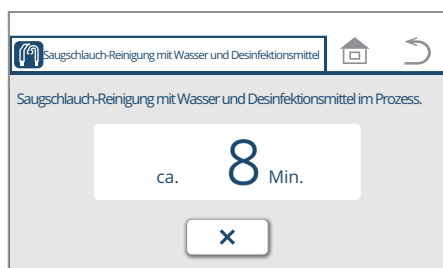 Saugschlauch-Reinigung mit Wasser und Desinfektionsmittel
Saugschlauch-Reinigung mit Wasser und Desinfektionsmittel im Prozess.
ca. 8 Min.